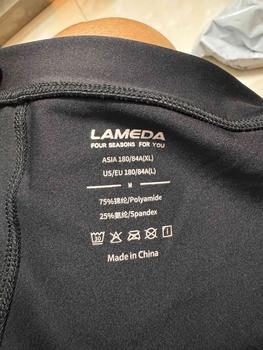 LAMEDA
FOUR SEASONS FOR YOU
ASIA 180/84A(XL)
US/EU 180/84A(L)
M
75%锦纶/Polyamide
25%氨纶/Spandex
30
Made in China